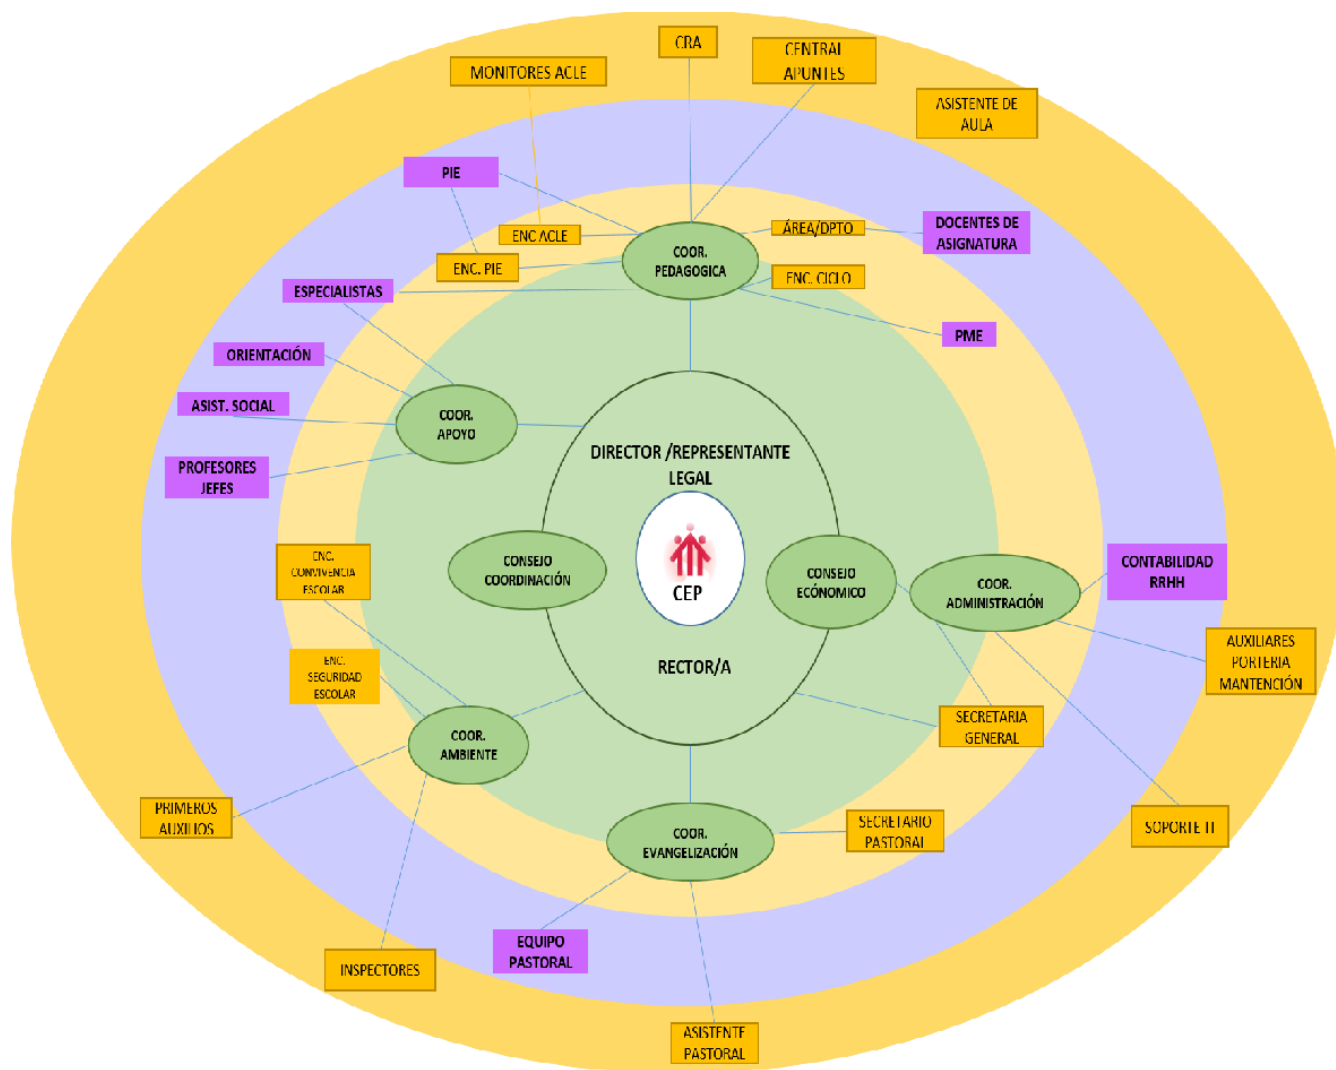 CRA
CENTRAL
APUNTES
MONITORES ACLE
ASISTENTE DE
AULA
PIE
ENC ACLE
ÁREA/DPTO
DOCENTES DE
ASIGNATURA
COOR.
PEDAGOGICA
ENC. PIE
ENC. CICLO
ESPECIALISTAS
PME
ORIENTACIÓN
ASIST. SOCIAL
COOR.
APOYO
PROFESORES
JEFES
DIRECTOR /REPRESENTANTE
LEGAL
CEP
RECTOR/A
CONSEJO
COORDINACIÓN
CONSEJO
ECÓNOMICO
COOR.
ADMINISTRACIÓN
CONTABILIDAD
RRHH
ENC.
CONVIVENCIA
ESCOLAR
ENC.
SEGURIDAD
ESCOLAR
AUXILIARES
PORTERIA
MANTENCIÓN
SECRETARIA
GENERAL
COOR.
AMBIENTE
PRIMEROS
AUXILIOS
COOR.
EVANGELIZACIÓN
SECRETARIO
PASTORAL
SOPORTE TI
EQUIPO
PASTORAL
INSPECTORES
ASISTENTE
PASTORAL